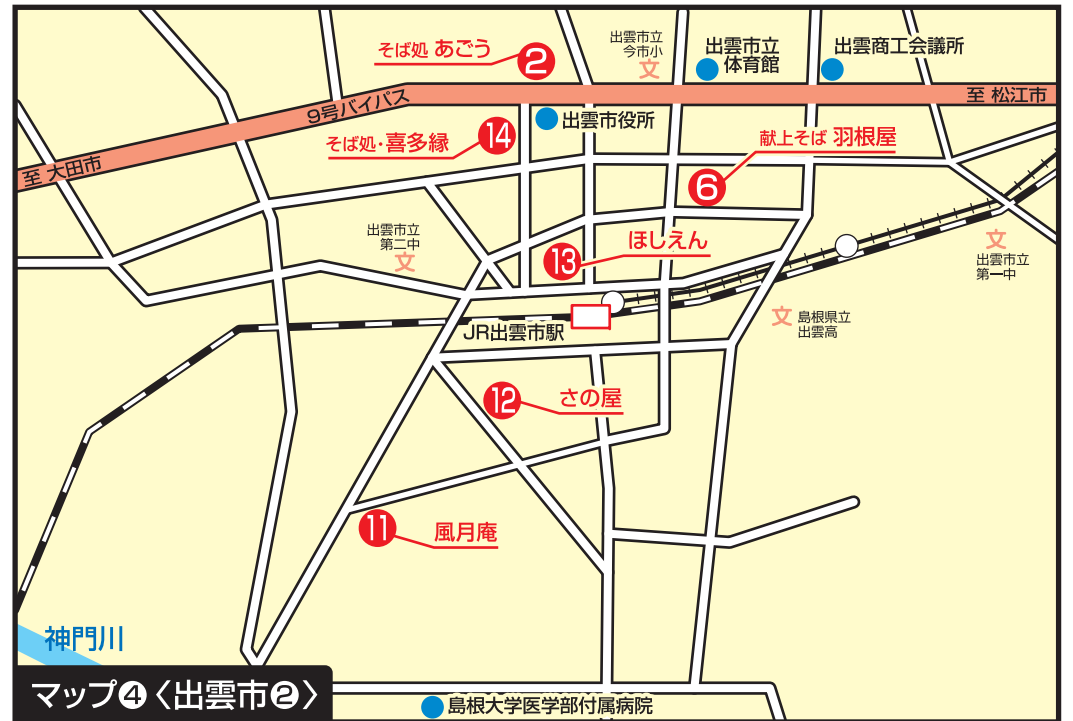 そば処 あごう
2
出雲市立
今市小
文
出雲市立
体育館
出雲商工会議所
9号バイパス
至 松江市
至 大田市
出雲市役所
そば処・喜多縁
14
献上そば 羽根屋
6
出雲市立
第二中
文
ほしえん
13
文
出雲市立
第一中
文
島根県立
出雲高
JR出雲市駅
12
さの屋
11
風月庵
神門川
マップ4〈出雲市2〉
島根大学医学部付属病院